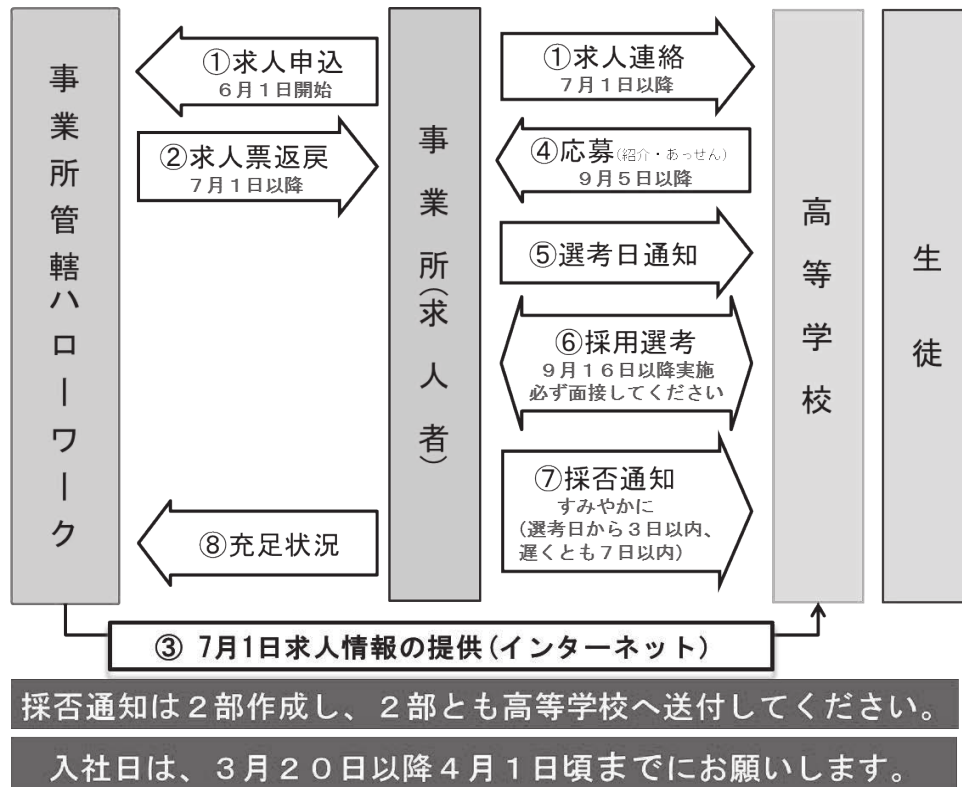 事業所管轄ハローワーク
①求人申込
６月１日開始
②求人票返戻
７月１日以降
⑧充足状況
事業所(求人者)
①求人連絡
７月１日以降
④応募(紹介・あっせん)
９月５日以降
⑤選考日通知
⑥採用選考
９月１６日以降実施
必ず面接してください
⑦採否通知
すみやかに
(選考日から３日以内、
遅くとも７日以内)
高等学校
生徒
③ 7月1日求人情報の提供(インターネット)
採否通知は２部作成し、２部とも高等学校へ送付してください。
入社日は、３月２０日以降４月１日頃までにお願いします。